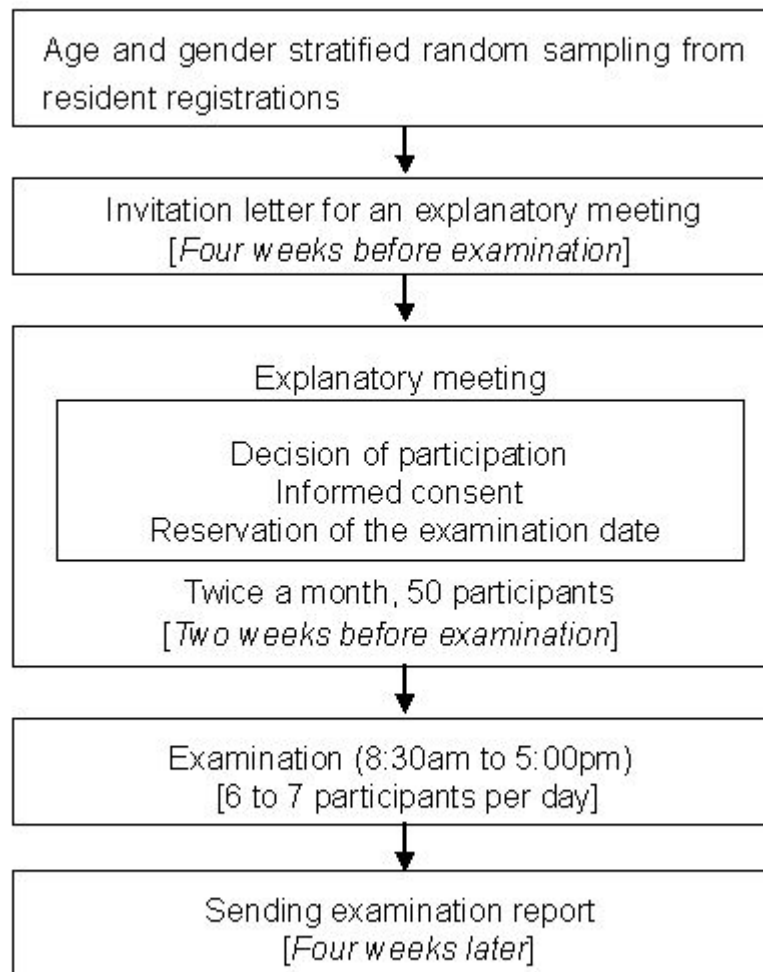 Age and gender stratified random sampling from
resident registrations
Invitation letter for an explanatory meeting
[Four weeks before examination]
Explanatory meeting
Decision of participation
Informed consent
Reservation of the examination date
Twice a month, 50 participants
[Two weeks before examination]
Examination (8:30am to 5:00pm)
[6 to 7 participants per day]
Sending examination report
[Four weeks later]